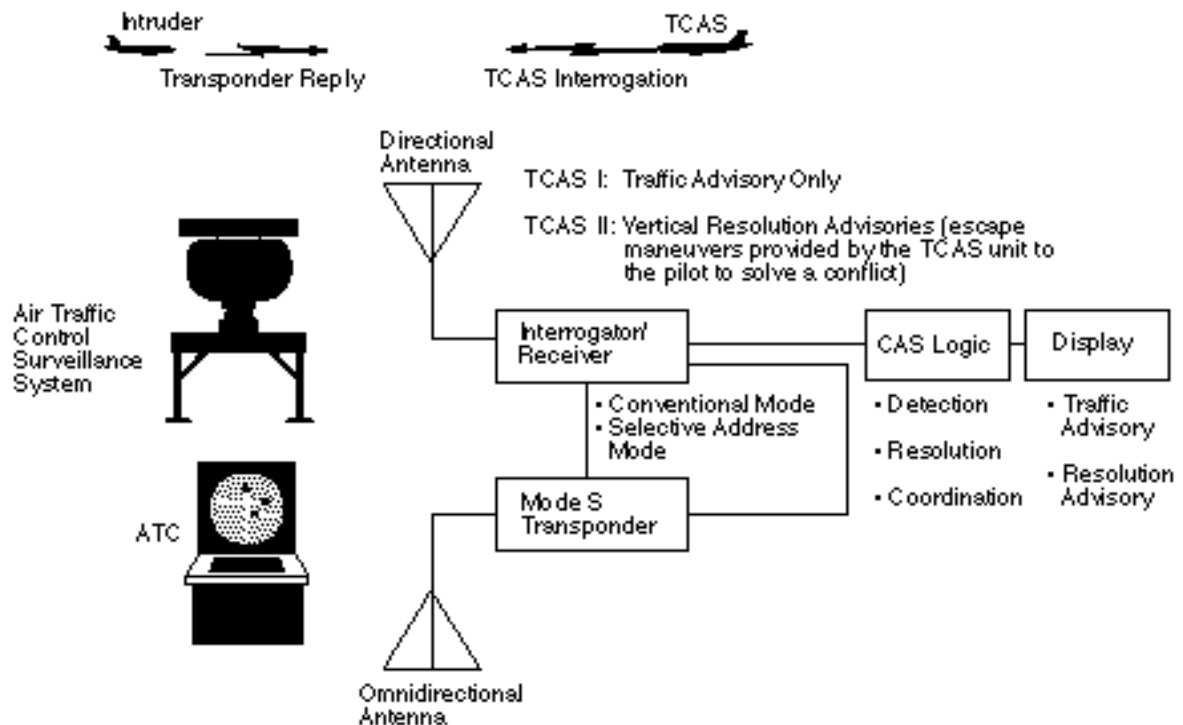 Intruder
TCAS
Transponder Reply
TCAS Interrogation
Directional
Antenna
TCAS I: Traffic Advisory Only
TCAS II: Vertical Resolution Advisories (escape
maneuvers provided by the TCAS unit to
the pilot to solve a conflict)
Air Traffic
Control
Surveillance
System
Interrogator/
Receiver
CAS Logic
Display
• Conventional Mode
• Selective Address
Mode
• Detection
• Resolution
• Coordination
• Traffic
Advisory
• Resolution
Advisory
ATC
Mode S
Transponder
Omnidirectional
Antenna